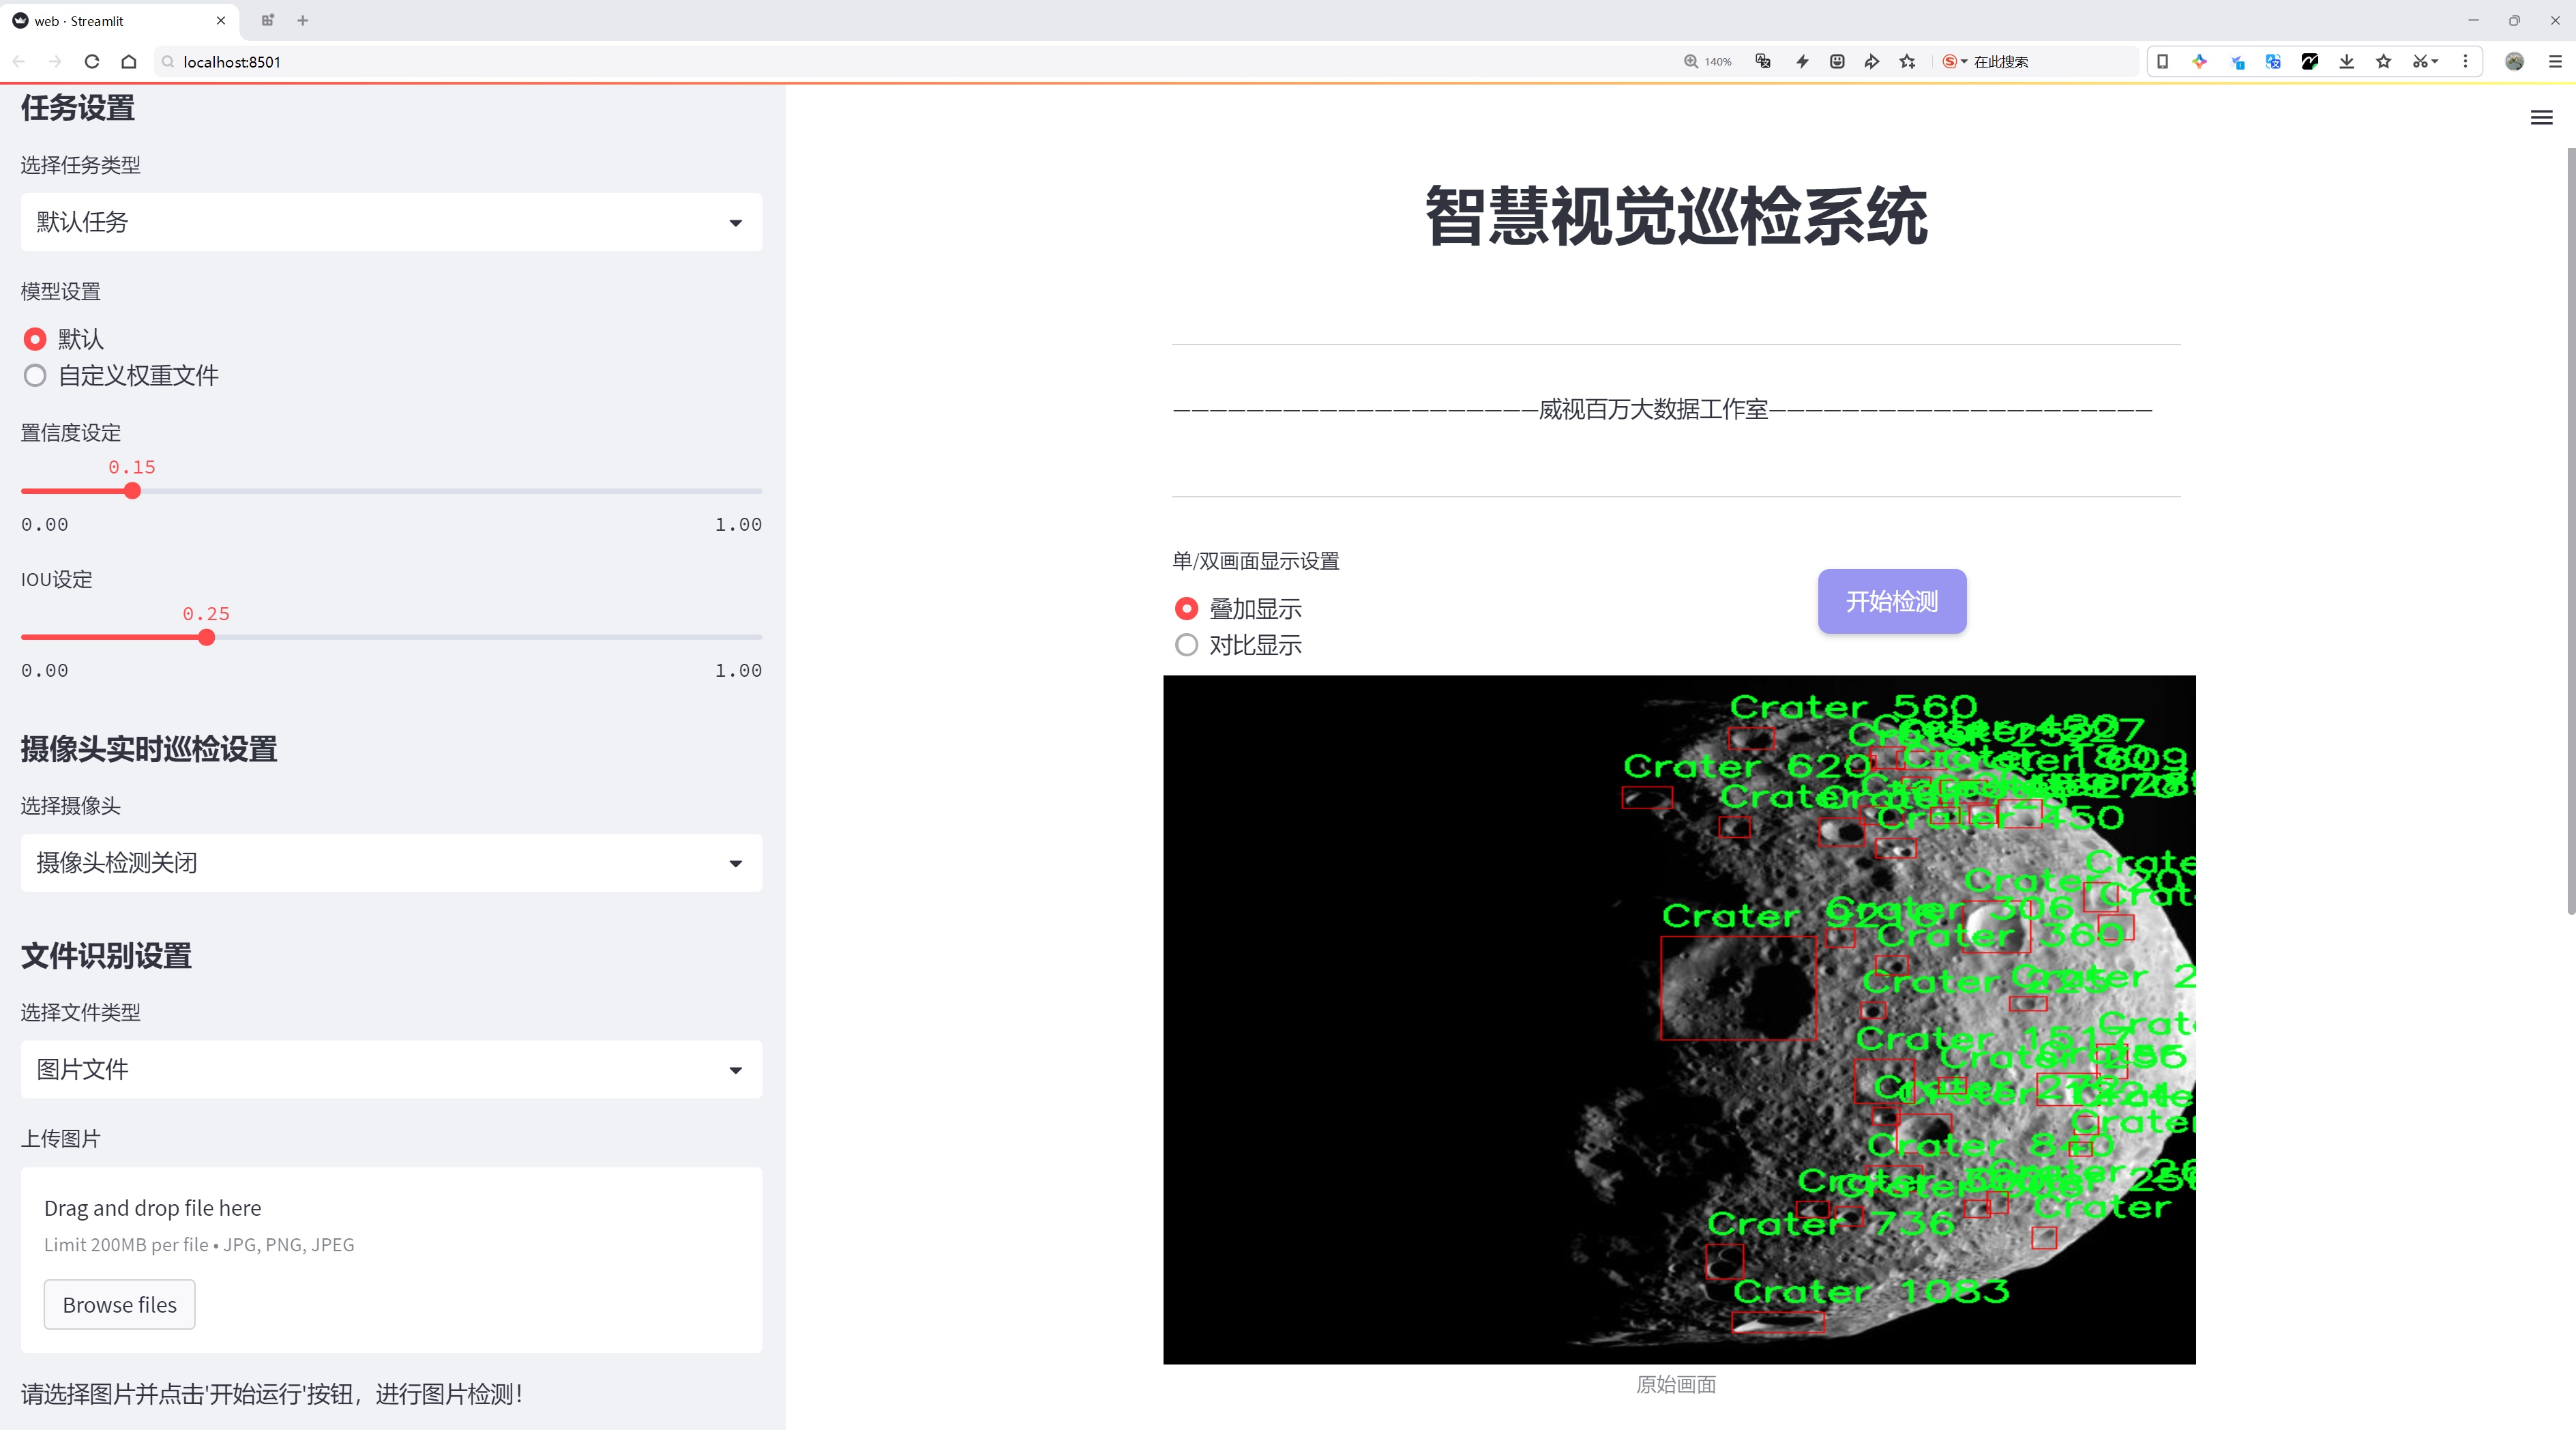 web · Streamlit
localhost:8501
140%
在此搜索
任务设置
选择任务类型
默认任务
模型设置
默认
自定义权重文件
置信度设定
0.15
0.00
1.00
IOU设定
0.25
0.00
1.00
摄像头实时巡检设置
选择摄像头
摄像头检测关闭
文件识别设置
选择文件类型
图片文件
上传图片
Drag and drop file here
Limit 200MB per file • JPG, PNG, JPEG
Browse files
请选择图片并点击'开始运行'按钮，进行图片检测！
智慧视觉巡检系统
————————————————————威视百万大数据工作室—————————————————————
单/双画面显示设置
叠加显示
对比显示
开始检测
Crater 560
Crater 620
Crater 450
Crater
Crater 306
Crater 360
Crater
Crater
Crater 840
Crater
Crater 736
Crater
Crater 1083
原始画面